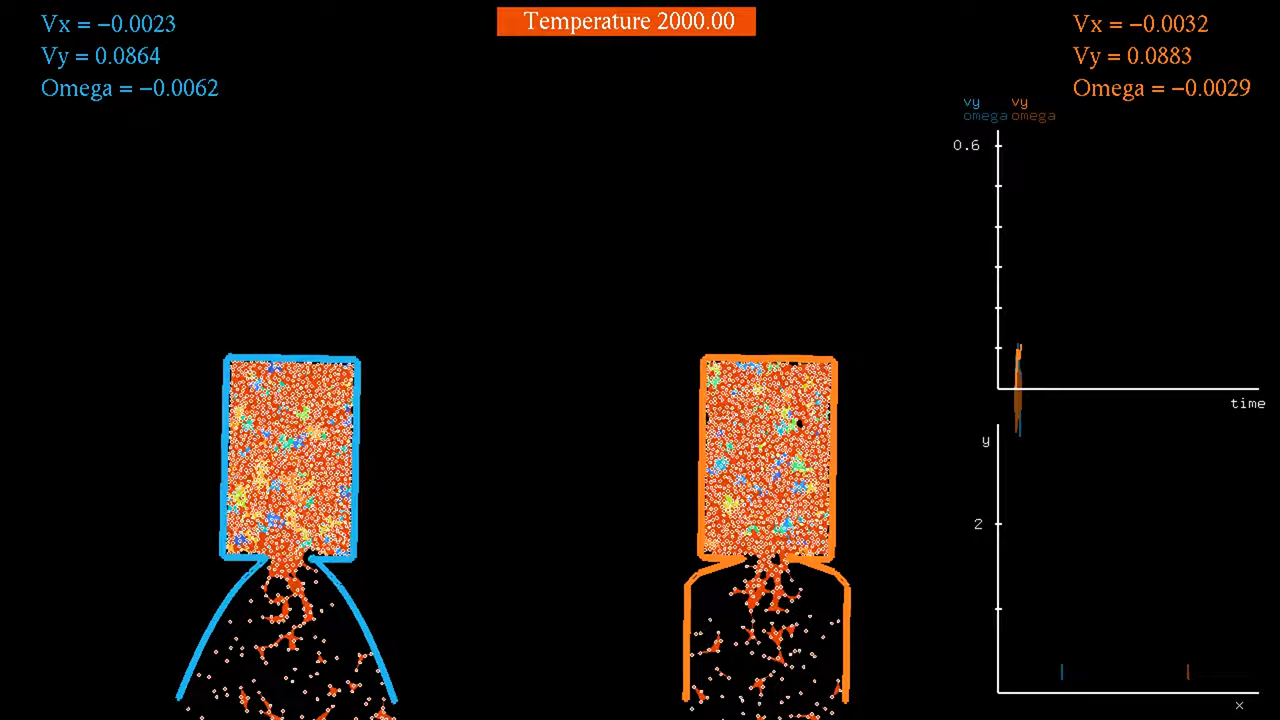 Vx = −0.0023
Vy = 0.0864
Omega = −0.0062
Temperature 2000.00
Vx = −0.0032
Vy = 0.0883
Omega = −0.0029
vy vy
omega omega
0.6
time
y
2
x